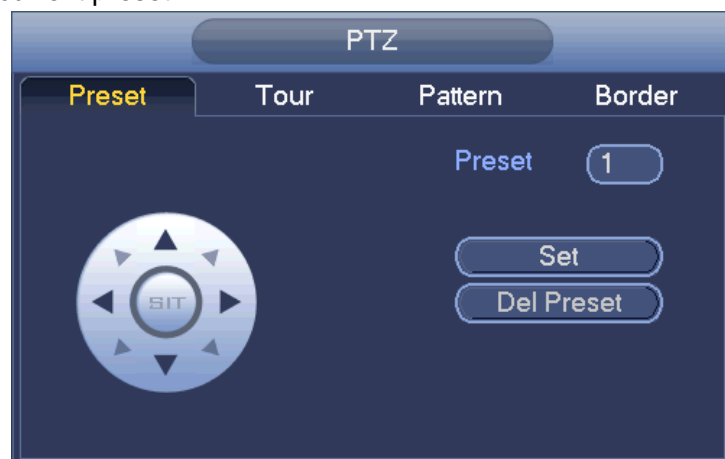 PTZ
Preset Tour Pattern Border
Preset 1
Set
SIT
Del Preset